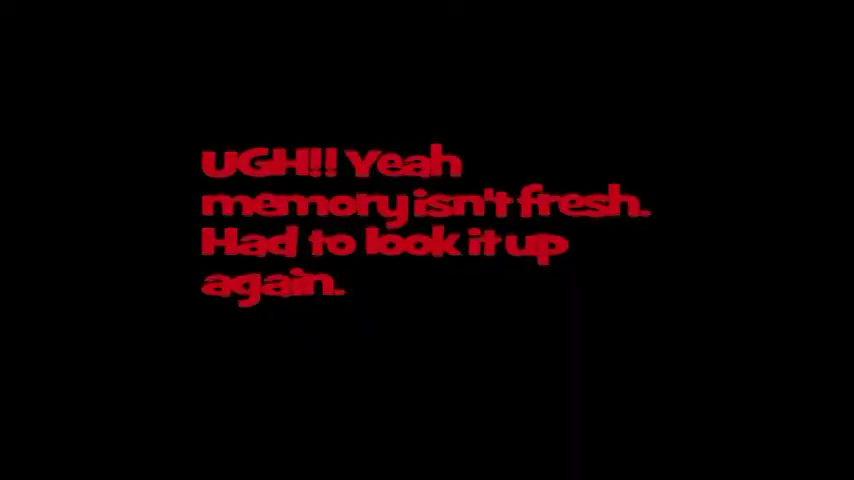 UGH!! Yeah
memory isn't fresh.
Had to look it up
again.